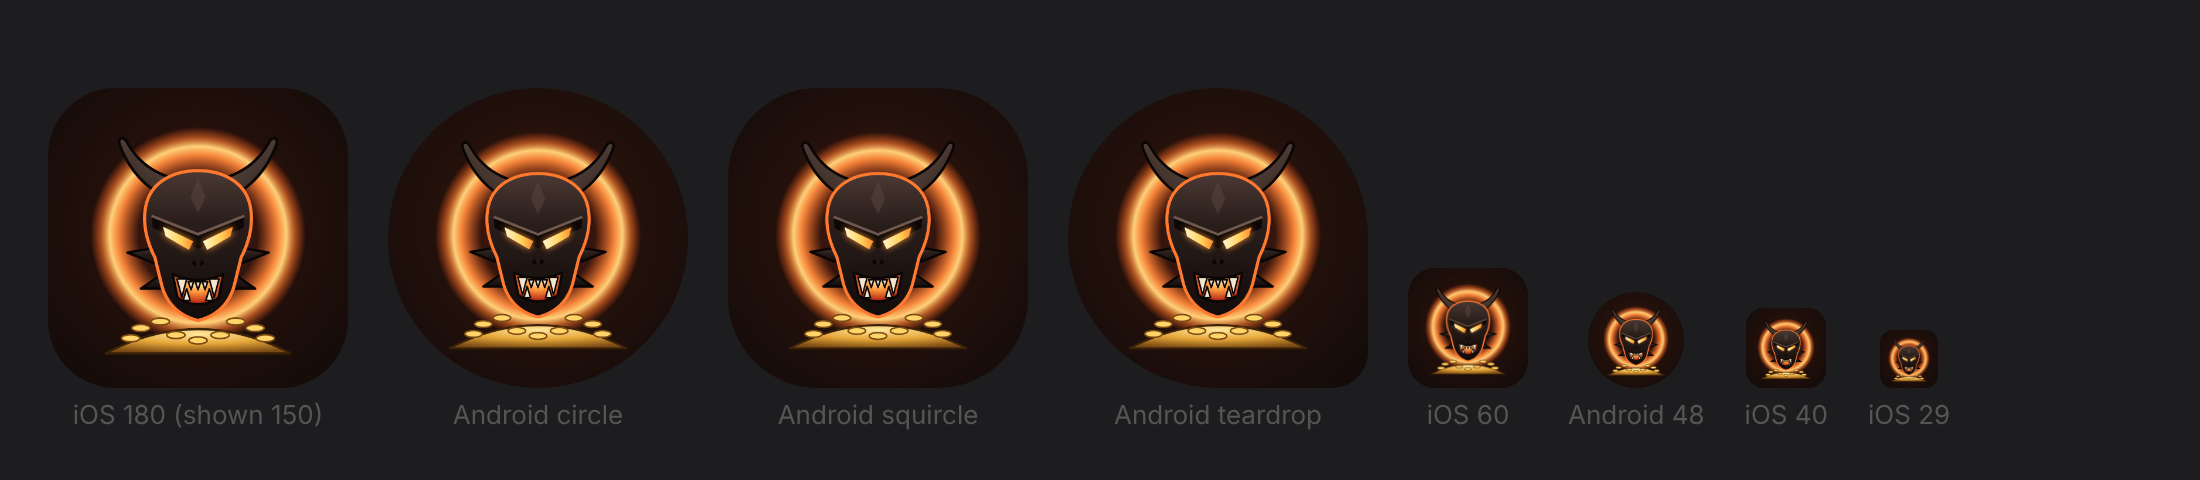 iOS 180 (shown 150)
Android circle
Android squircle
Android teardrop
iOS 60
Android 48
iOS 40
iOS 29